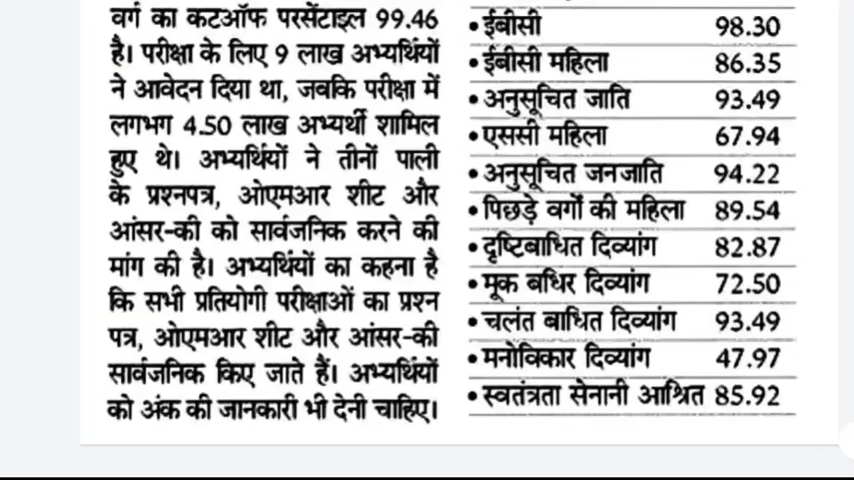 वर्ग का कटऑफ परसेंटाइल 99.46
है। परीक्षा के लिए 9 लाख अभ्यर्थियों
ने आवेदन दिया था, जबकि परीक्षा में
लगभग 4.50 लाख अभ्यर्थी शामिल
हुए थे। अभ्यर्थियों ने तीनों पाली
के प्रश्नपत्र, ओएमआर शीट और
आंसर-की को सार्वजनिक करने की
मांग की है। अभ्यर्थियों का कहना है
कि सभी प्रतियोगी परीक्षाओं का प्रश्न
पत्र, ओएमआर शीट और आंसर-की
सार्वजनिक किए जाते हैं। अभ्यर्थियों
को अंक की जानकारी भी देनी चाहिए।
• ईबीसी 98.30
• ईबीसी महिला 86.35
• अनुसूचित जाति 93.49
• एससी महिला 67.94
• अनुसूचित जनजाति 94.22
• पिछड़े वर्गो की महिला 89.54
• दृष्टिबाधित दिव्यांग 82.87
• मूक बधिर दिव्यांग 72.50
• चलंत बाधित दिव्यांग 93.49
• मनोविकार दिव्यांग 47.97
• स्वतंत्रता सेनानी आश्रित 85.92